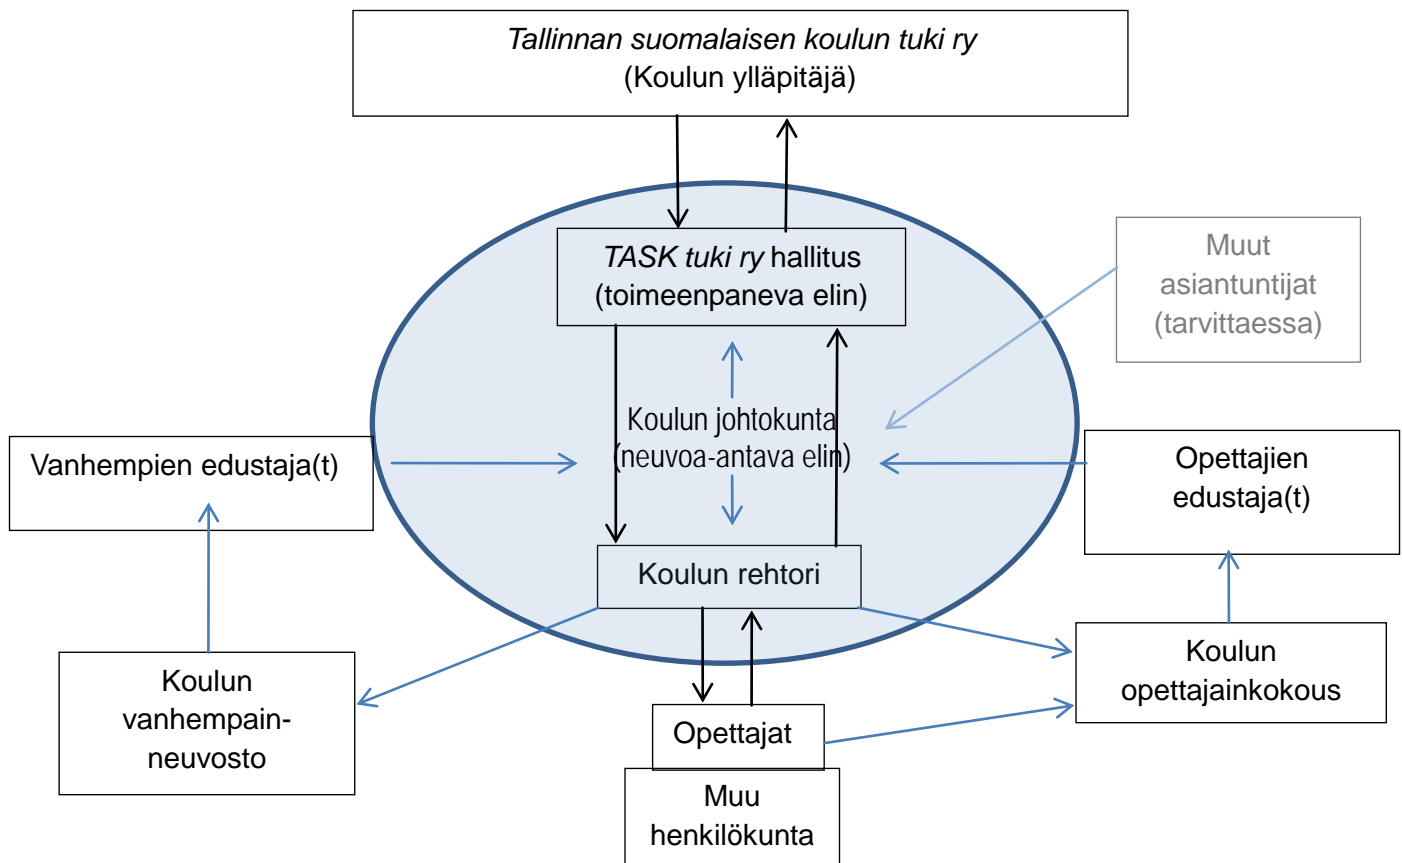 Tallinnan suomalaisen koulun tuki ry
(Koulun ylläpitäjä)
TASK tuki ry hallitus
(toimeenpaneva elin)
Muut
asiantuntijat
(tarvittaessa)
Koulun johtokunta
(neuvoa-antava elin)
Vanhempien edustaja(t)
Opettajien
edustaja(t)
Koulun rehtori
Koulun
vanhempain-
neuvosto
Koulun
opettajainkokous
Opettajat
Muu
henkilökunta